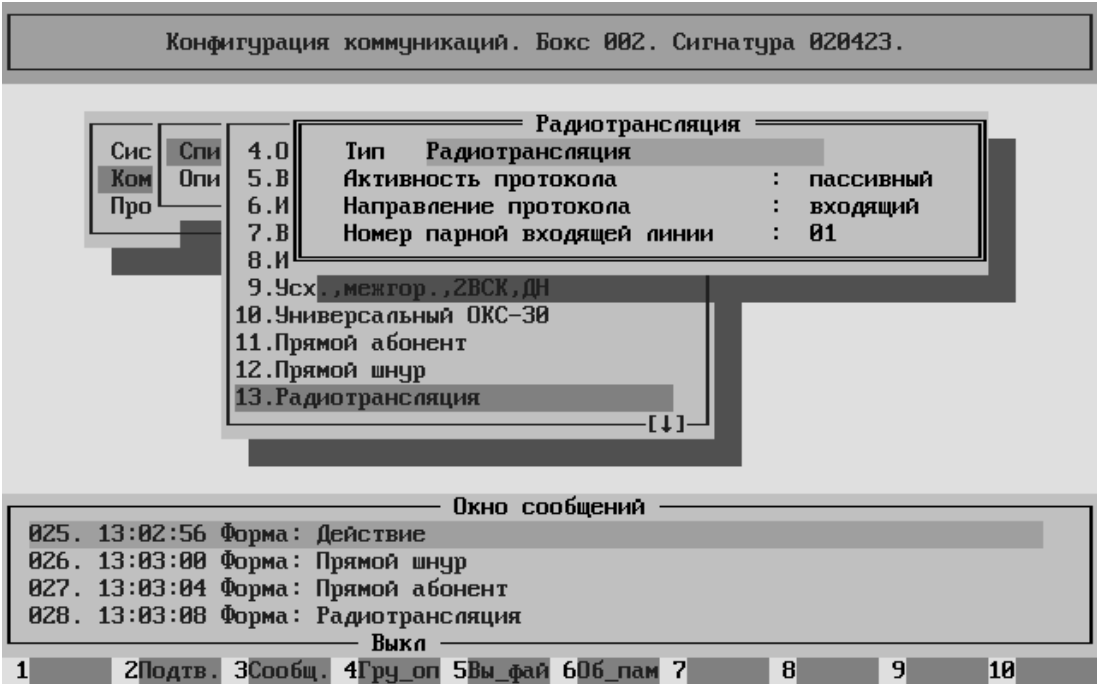 Конфигурация коммуникаций. Бокс 002. Сигнатура 020423.
Радиотрансляция
Сис Спи 4.О Тип Радиотрансляция
Ком Опи 5.В Активность протокола : пассивный
Про 6.И Направление протокола : входящий
7.В Номер парной входящей линии : 01
8.И
9.Усх.,межгор.,2ВСК,ДН
10.Универсальный ОКС-30
11.Прямой абонент
12.Прямой шнур
13.Радиотрансляция
[↓]
Окно сообщений
025. 13:02:56 Форма: Действие
026. 13:03:00 Форма: Прямой шнур
027. 13:03:04 Форма: Прямой абонент
028. 13:03:08 Форма: Радиотрансляция
Выкл
1 2Подтв. 3Сообщ. 4Гру_оп 5Вы_фай 6Об_пам 7 8 9 10